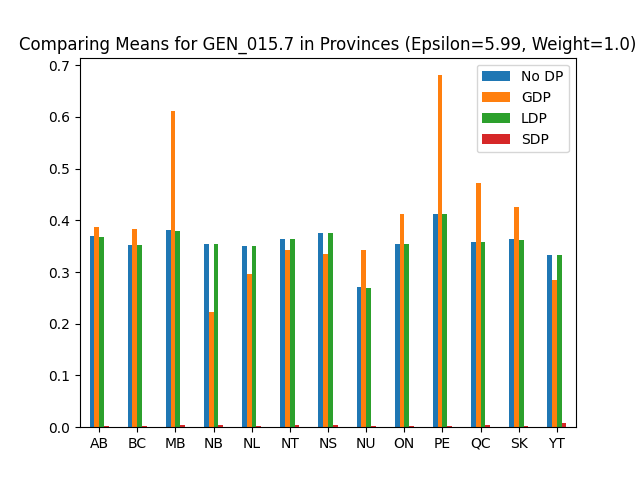 Comparing Means for GEN_015.7 in Provinces (Epsilon=5.99, Weight=1.0)
0.7
0.6
0.5
0.4
0.3
0.2
0.1
0.0
No DP
GDP
LDP
SDP
AB BC MB NB NL NT NS NU ON PE QC SK YT